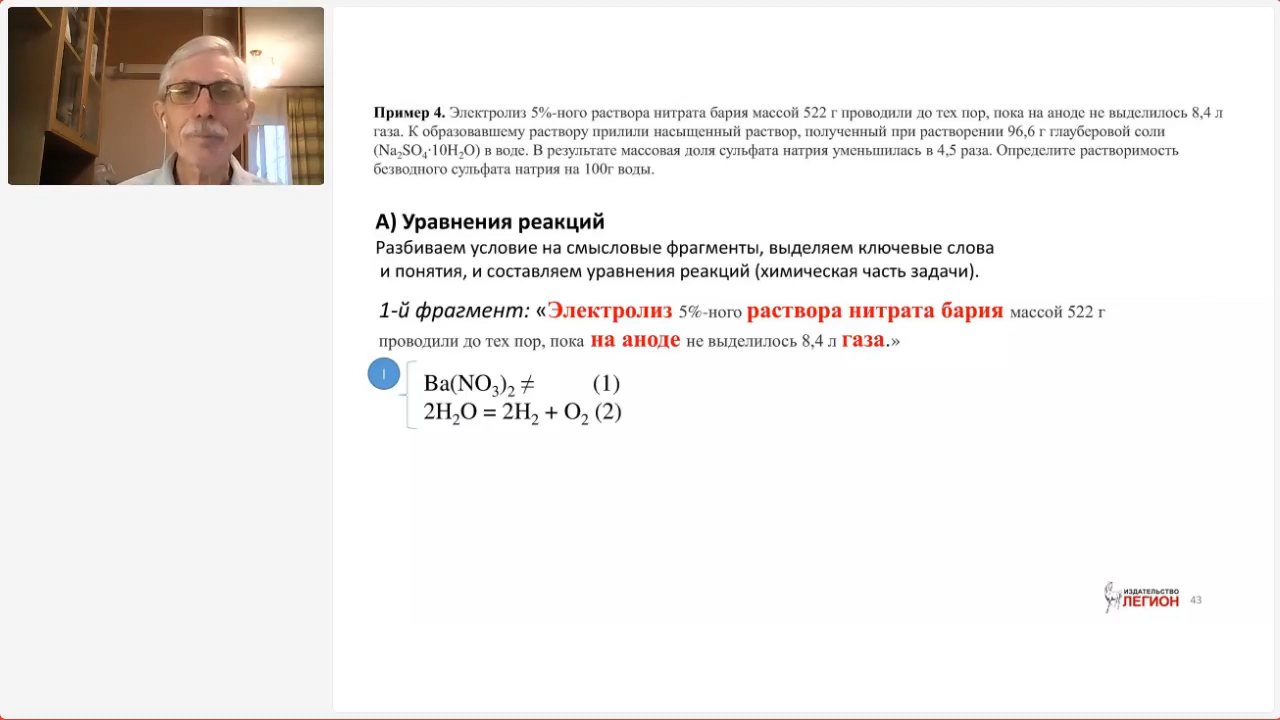 Пример 4. Электролиз 5%-ного раствора нитрата бария массой 522 г проводили до тех пор, пока на аноде не выделилось 8,4 л
газа. К образовавшему раствору прилили насыщенный раствор, полученный при растворении 96,6 г глауберовой соли
(Na₂SO₄·10H₂O) в воде. В результате массовая доля сульфата натрия уменьшилась в 4,5 раза. Определите растворимость
безводного сульфата натрия на 100г воды.
А) Уравнения реакций
Разбиваем условие на смысловые фрагменты, выделяем ключевые слова
и понятия, и составляем уравнения реакций (химическая часть задачи).
1-й фрагмент: «Электролиз 5%-ного раствора нитрата бария массой 522 г
проводили до тех пор, пока на аноде не выделилось 8,4 л газа.»
I
Ba(NO₃)₂ ≠ (1)
2H₂O = 2H₂ + O₂ (2)
ИЗДАТЕЛЬСТВО
ЛЕГИОН
43